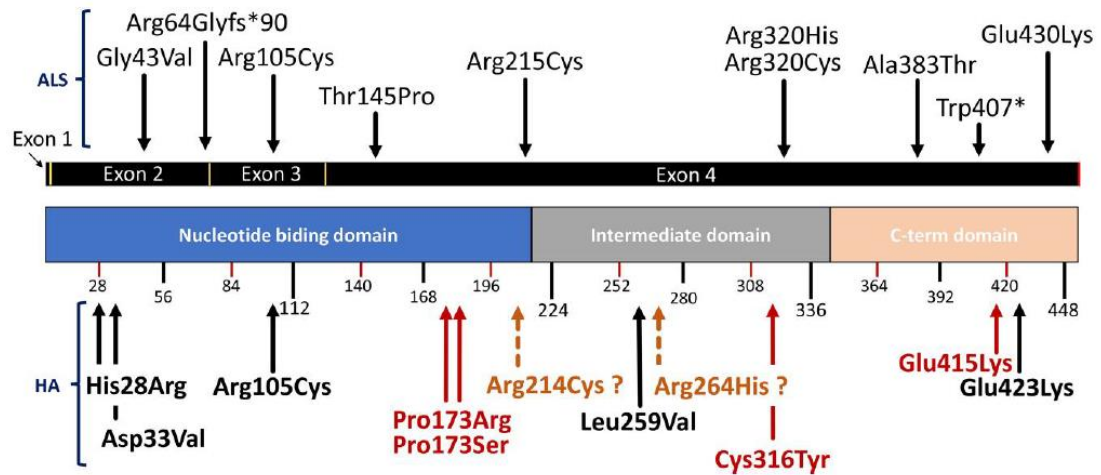 Arg64Glyfs*90
Gly43Val
Arg105Cys
Thr145Pro
Arg215Cys
Arg320His
Arg320Cys
Ala383Thr
Trp407*
Glu430Lys
ALS
Exon 1
Exon 2
Exon 3
Exon 4
Nucleotide biding domain
Intermediate domain
C-term domain
28
56
84
112
140
168
196
224
252
280
308
336
364
392
420
448
HA
His28Arg
Asp33Val
Arg105Cys
Pro173Arg
Pro173Ser
Arg214Cys ?
Leu259Val
Arg264His ?
Cys316Tyr
Glu415Lys
Glu423Lys